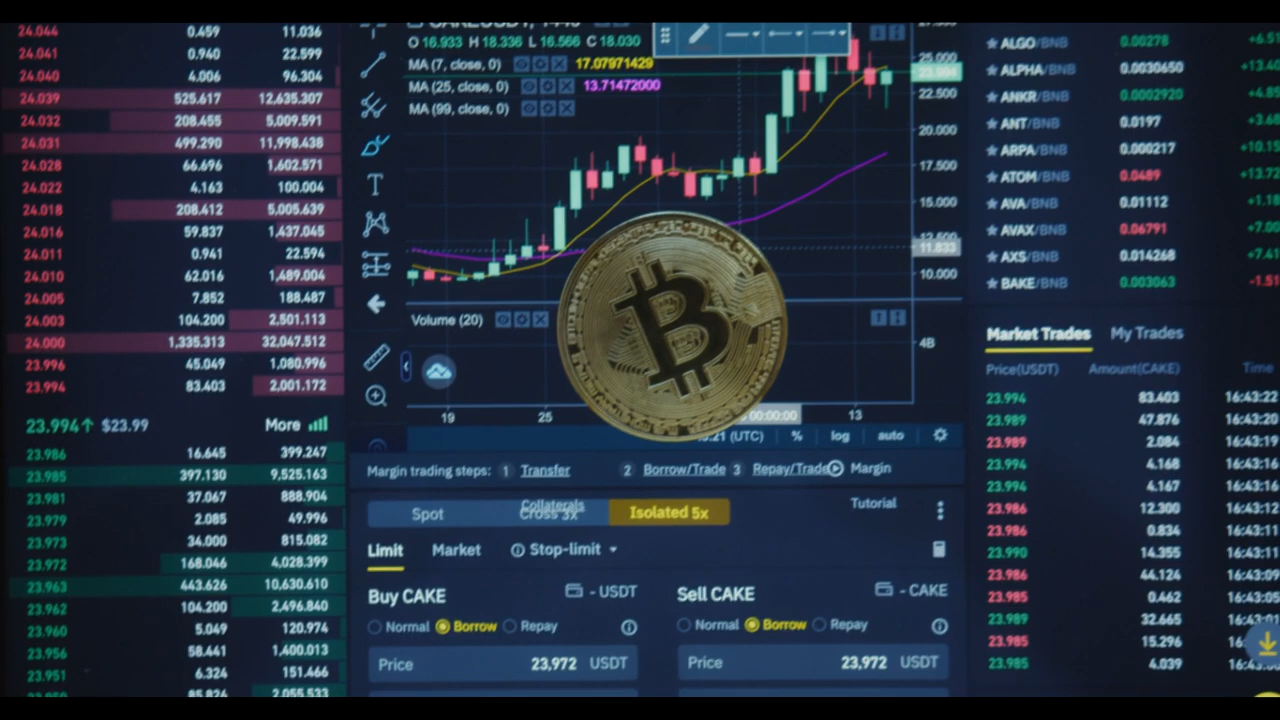 24.044 0.459 11.036
24.041 0.940 22.599
24.040 4.006 96.304
24.039 525.617 12,635.307
24.032 208.455 5,009.591
24.031 499.290 11,998.438
24.028 66.696 1,602.571
24.022 4.163 100.004
24.018 208.412 5,005.639
24.016 59.837 1,437.045
24.011 0.941 22.594
24.010 62.016 1,489.004
24.005 7.852 188.487
24.003 104.200 2,501.113
24.000 1,335.313 32,047.512
23.996 45.049 1,080.996
23.994 83.403 2,001.172
23.994↑ $23.99 More
23.986 16.645 399.247
23.985 397.130 9,525.163
23.981 37.067 888.904
23.979 2.085 49.996
23.973 34.000 815.082
23.972 168.046 4,028.399
23.963 443.626 10,630.610
23.962 104.200 2,496.840
23.960 5.049 120.974
23.956 58.441 1,400.013
23.951 6.324 151.466
85.826 2,055.533
O 16.933 H 18.336 L 16.566 C 18.030
MA (7, close, 0) 17.07971429
MA (25, close, 0) 13.71472000
MA (99, close, 0)
25.000
22.500
20.000
17.500
15.000
12.500
11.833
10.000
Volume (20)
4B
19 25 00:00:00 13
(UTC) % log auto
Margin trading steps: 1 Transfer 2 Borrow/Trade 3 Repay/Trade Margin
Collaterals Tutorial
Spot Cross 3x Isolated 5x
Limit Market Stop-limit
Buy CAKE - USDT Sell CAKE - CAKE
Normal Borrow Repay Normal Borrow Repay
Price 23,972 USDT Price 23,972 USDT
ALGO/BNB 0.00278
ALPHA/BNB 0.0030650
ANKR/BNB 0.0002920
ANT/BNB 0.0197
ARPA/BNB 0.000217
ATOM/BNB 0.0489
AVA/BNB 0.01112
AVAX/BNB 0.06791
AXS/BNB 0.014268
BAKE/BNB 0.003063
Market Trades My Trades
Price(USDT) Amount(CAKE) Time
23.994 83.403 16:43:22
23.989 47.876 16:43:20
23.989 2.084 16:43:19
23.994 4.168 16:43:16
23.994 4.167 16:43:16
23.986 12.300 16:43:12
23.986 0.834 16:43:11
23.990 14.355 16:43:11
23.986 44.124 16:43:09
23.985 0.462 16:43:05
23.989 32.665 16:43:01
23.985 15.296
23.985 4.039